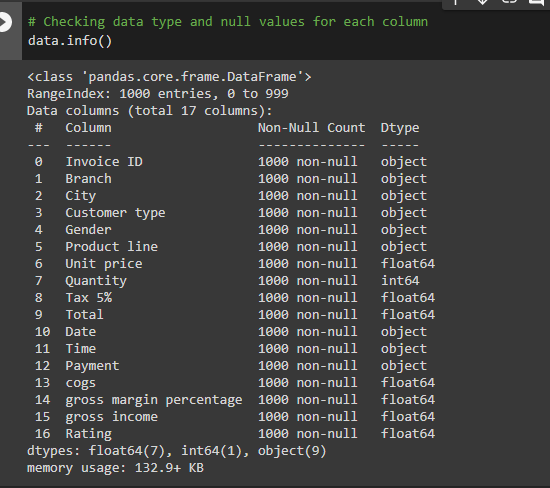 # Checking data type and null values for each column
data.info()
<class 'pandas.core.frame.DataFrame'>
RangeIndex: 1000 entries, 0 to 999
Data columns (total 17 columns):
 #   Column                   Non-Null Count  Dtype
---  ------                   --------------  -----
 0   Invoice ID               1000 non-null   object
 1   Branch                   1000 non-null   object
 2   City                     1000 non-null   object
 3   Customer type            1000 non-null   object
 4   Gender                   1000 non-null   object
 5   Product line             1000 non-null   object
 6   Unit price               1000 non-null   float64
 7   Quantity                 1000 non-null   int64
 8   Tax 5%                   1000 non-null   float64
 9   Total                    1000 non-null   float64
 10  Date                     1000 non-null   object
 11  Time                     1000 non-null   object
 12  Payment                  1000 non-null   object
 13  cogs                     1000 non-null   float64
 14  gross margin percentage  1000 non-null   float64
 15  gross income             1000 non-null   float64
 16  Rating                   1000 non-null   float64
dtypes: float64(7), int64(1), object(9)
memory usage: 132.9+ KB